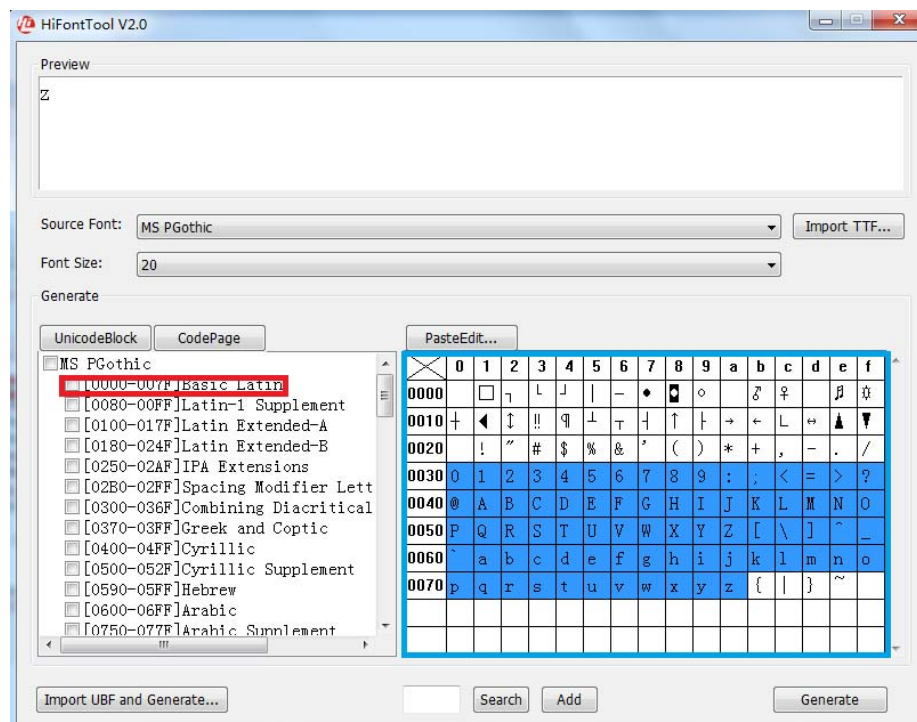 HiFontTool V2.0
Preview
Z
Source Font: MS PGothic Import TTF...
Font Size: 20
Generate
UnicodeBlock CodePage PasteEdit...
MS PGothic
[0000-007F]Basic Latin
[0080-00FF]Latin-1 Supplement
[0100-017F]Latin Extended-A
[0180-024F]Latin Extended-B
[0250-02AF]IPA Extensions
[02B0-02FF]Spacing Modifier Lett
[0300-036F]Combining Diacritical
[0370-03FF]Greek and Coptic
[0400-04FF]Cyrillic
[0500-052F]Cyrillic Supplement
[0590-05FF]Hebrew
[0600-06FF]Arabic
[0750-077F]Arabic Supplement
0 1 2 3 4 5 6 7 8 9 a b c d e f
0000 □ ┐ └ ┘ │ ─ • ◘ ○ ♂ ♀ ♫ ☼
0010 ┼ ◄ ↕ ‼ ¶ ┴ ┬ ┤ ↑ ├ → ← ∟ ↔ ▲ ▼
0020 ! " # $ % & ' ( ) * + , - . /
0030 0 1 2 3 4 5 6 7 8 9 : ; < = > ?
0040 @ A B C D E F G H I J K L M N O
0050 P Q R S T U V W X Y Z [ \ ] ^ _
0060 ` a b c d e f g h i j k l m n o
0070 p q r s t u v w x y z { | } ~
Import UBF and Generate... Search Add Generate